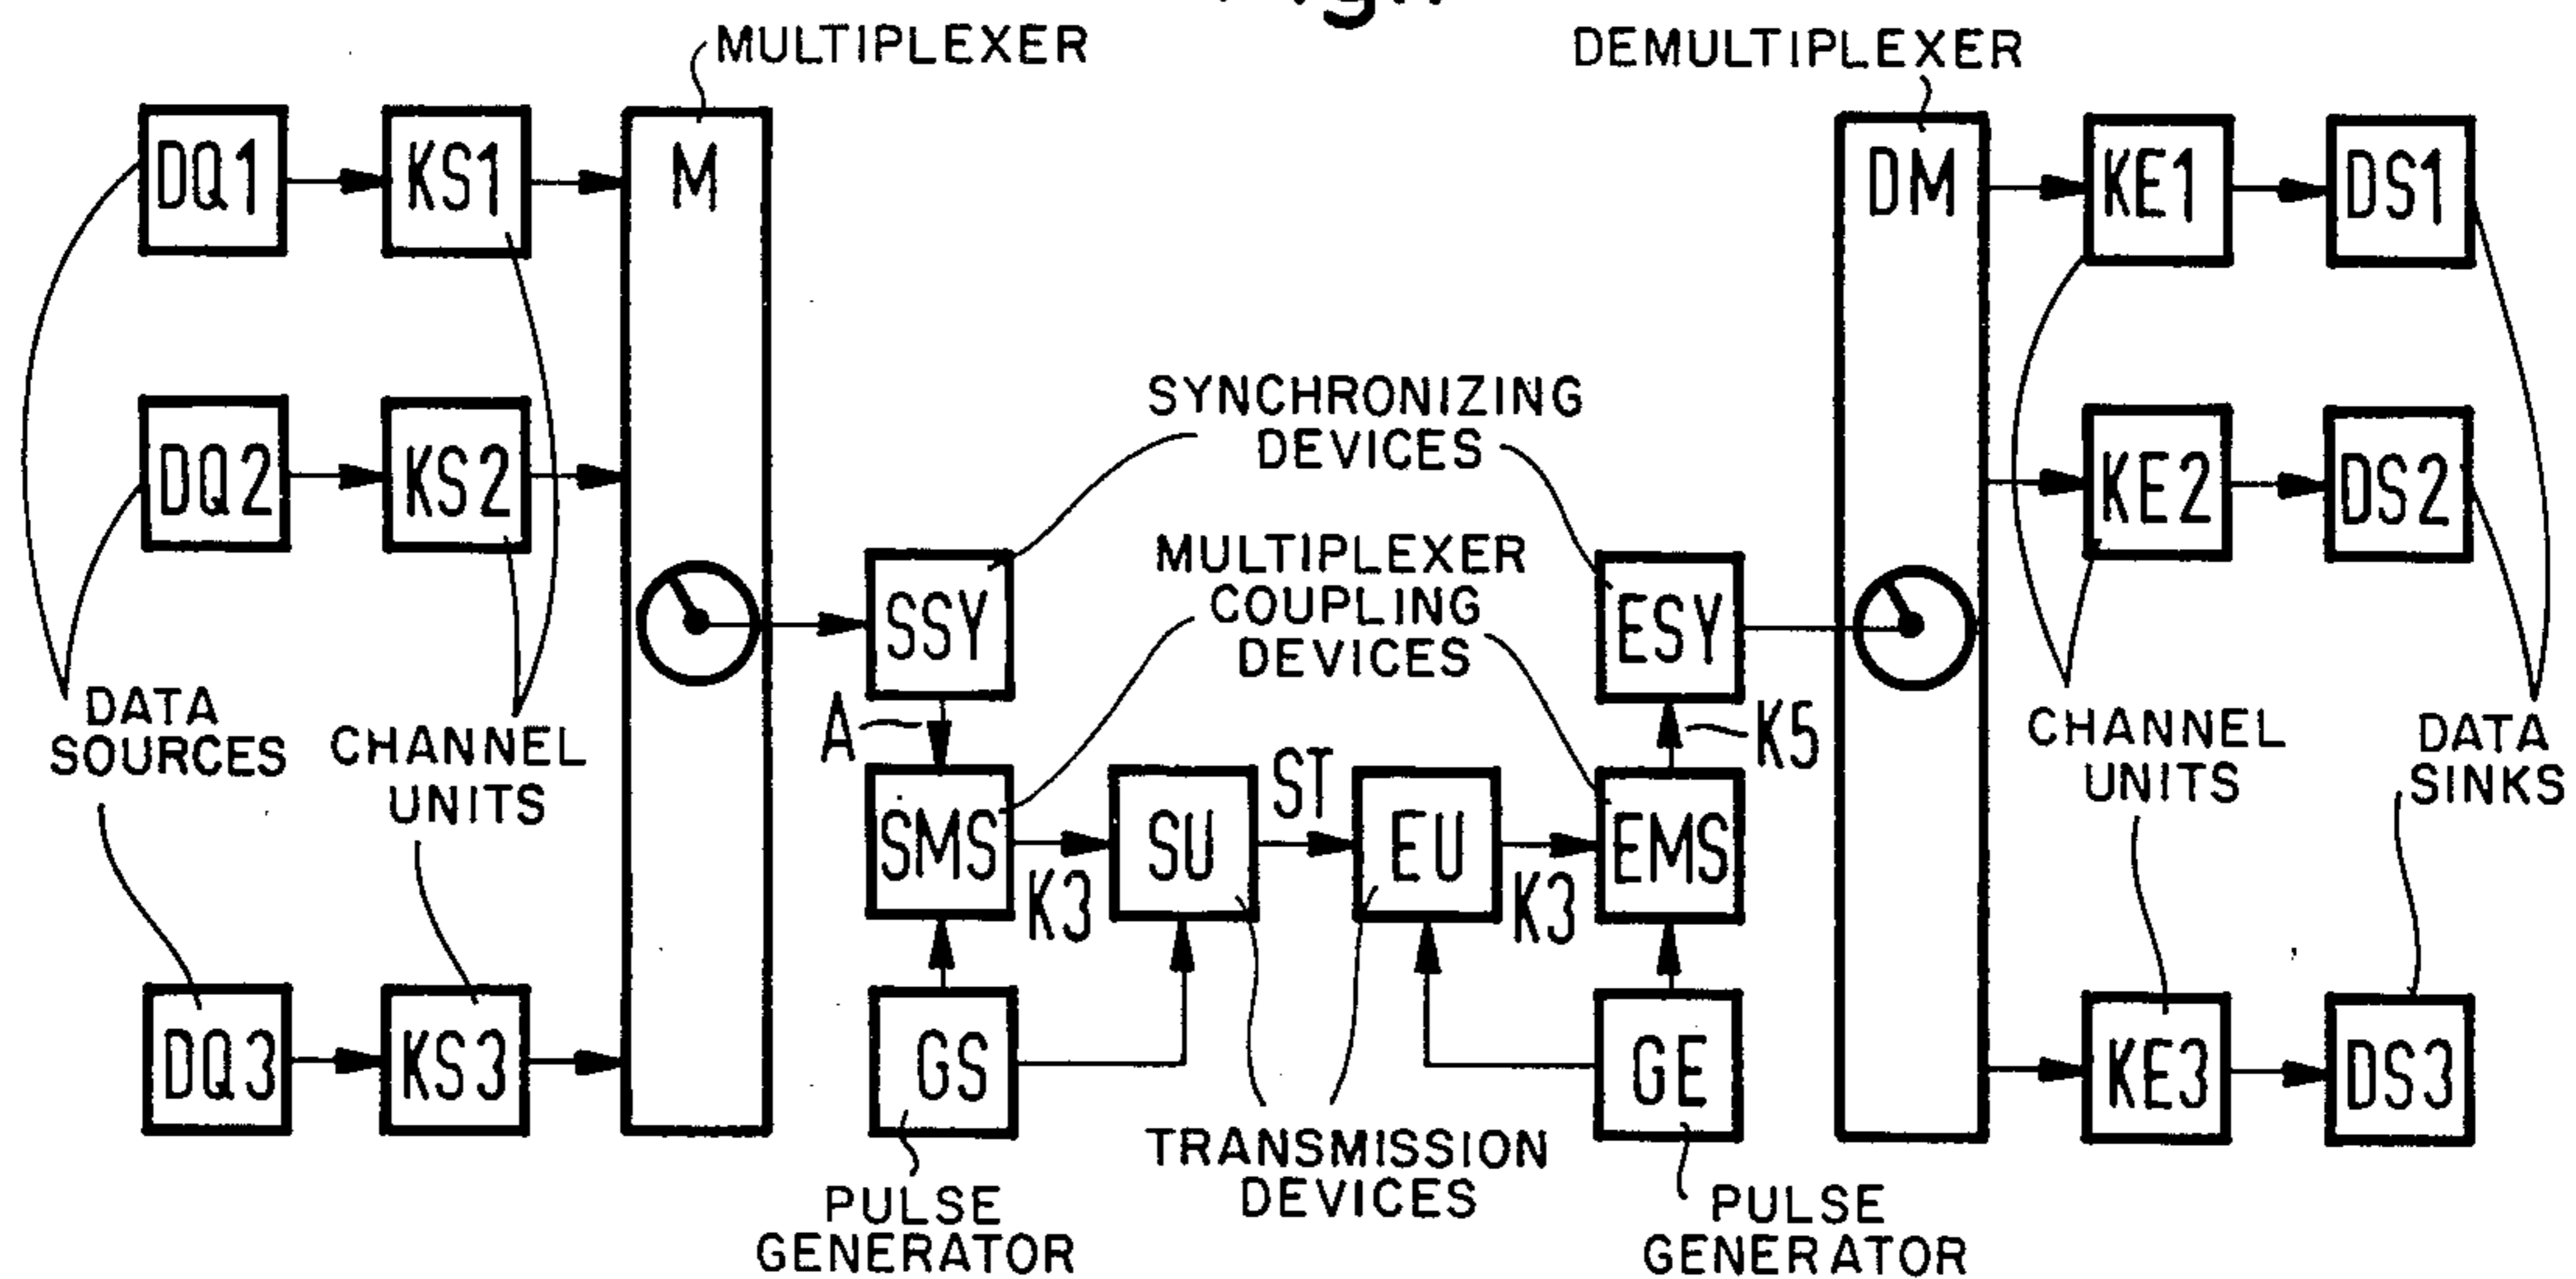 MULTIPLEXER
DEMULTIPLEXER
DQ1
KS1
M
DM
KE1
DS1
SYNCHRONIZING
DEVICES
DQ2
KS2
KE2
DS2
MULTIPLEXER
COUPLING
DEVICES
SSY
ESY
DATA
SOURCES
CHANNEL
UNITS
A
K5
CHANNEL
UNITS
DATA
SINKS
SMS
K3
SU
ST
EU
K3
EMS
DQ3
KS3
GS
GE
KE3
DS3
TRANSMISSION
DEVICES
PULSE
GENERATOR
PULSE
GENERATOR